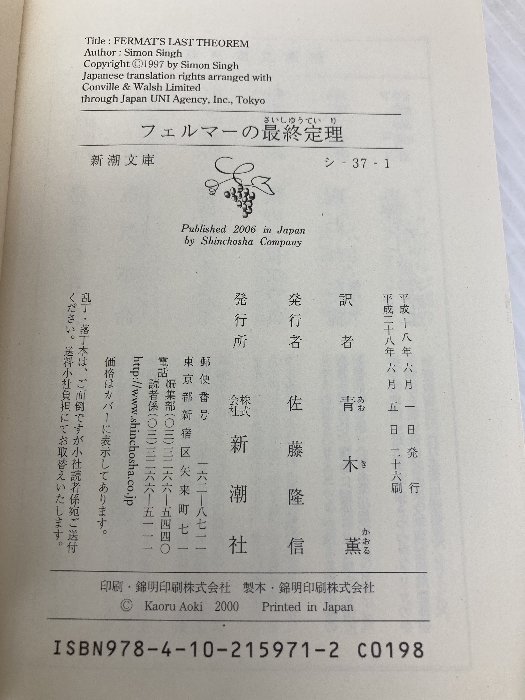 Title : FERMAT'S LAST THEOREM
Author : Simon Singh
Copyright ©1997 by Simon Singh
Japanese translation rights arranged with
Conville & Walsh Limited
through Japan UNI Agency, Inc., Tokyo
さいしゅうていり
フェルマーの最終定理
新潮文庫
シ - 37 - 1
Published 2006 in Japan
by Shinchosha Company
平成十八年六月一日発行
平成二十八年六月五日二十六刷
訳者 青木薫
あおき かおる
発行者 佐藤隆信
発行所 株式会社 新潮社
郵便番号 一六二―八七一一
東京都新宿区矢来町七一
電話 編集部(〇三)三二六六―五四四〇
読者係(〇三)三二六六―五一一一
http://www.shinchosha.co.jp
価格はカバーに表示してあります。
乱丁・落丁本は、ご面倒ですが小社読者係宛ご送付
ください。送料小社負担にてお取替えいたします。
印刷・錦明印刷株式会社 製本・錦明印刷株式会社
© Kaoru Aoki 2000 Printed in Japan
ISBN978-4-10-215971-2 C0198